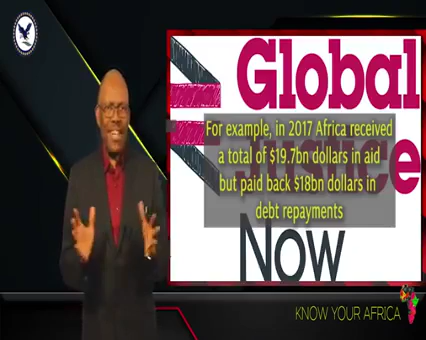 Global
Justice
Now
For example, in 2017 Africa received
a total of $19.7bn dollars in aid
but paid back $18bn dollars in
debt repayments
KNOW YOUR AFRICA